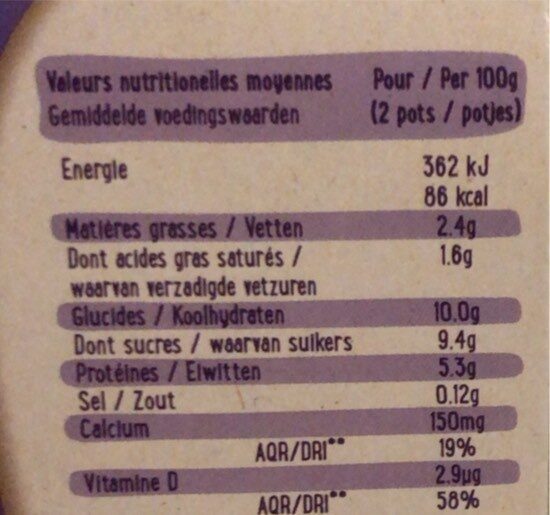 Valeurs nutritionelles moyennes Pour / Per 100g
Gemiddelde voedingswaarden (2 pots / potjes)
Energie 362 kJ
86 kcal
Matières grasses / Vetten 2.4g
Dont acides gras saturés / 1.6g
waarvan verzadigde vetzuren
Glucides / Koolhydraten 10.0g
Dont sucres / waarvan suikers 9.4g
Protéines / Eiwitten 5.3g
Sel / Zout 0.12g
Calcium 150mg
AQR/DRI** 19%
Vitamine D 2.9µg
AQR/DRI** 58%